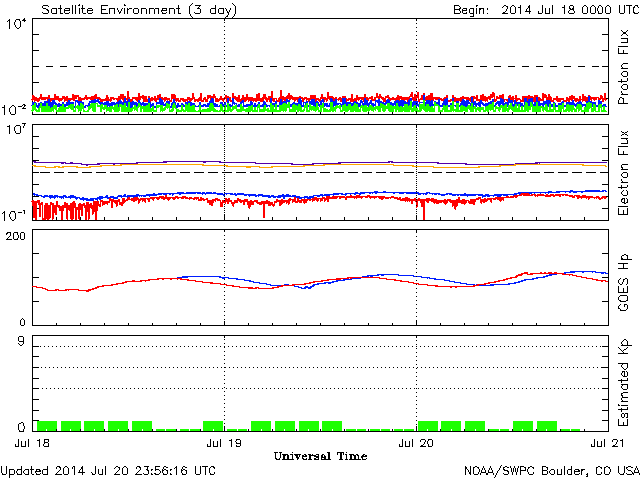 Satellite Environment (3 day) Begin: 2014 Jul 18 0000 UTC
10⁴
Proton Flux
10⁻²
10⁷
Electron Flux
10⁻¹
200
GOES Hp
0
9
Estimated Kp
0
Jul 18 Jul 19 Jul 20 Jul 21
Universal Time
Updated 2014 Jul 20 23:56:16 UTC NOAA/SWPC Boulder, CO USA